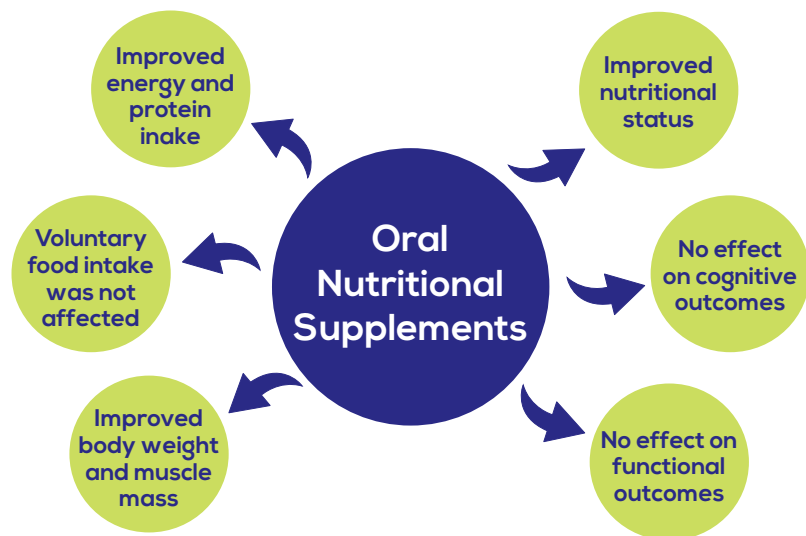 Improved
energy and
protein
inake
Voluntary
food intake
was not
affected
Improved
body weight
and muscle
mass
Oral
Nutritional
Supplements
Improved
nutritional
status
No effect
on cognitive
outcomes
No effect on
functional
outcomes